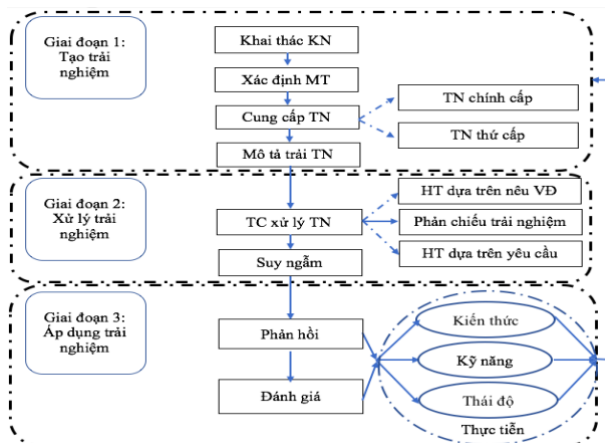 Giai đoạn 1:
Tạo trải
nghiệm
Khai thác KN
Xác định MT
Cung cấp TN
Mô tả trải TN
TN chính cấp
TN thứ cấp
Giai đoạn 2:
Xử lý trải
nghiệm
TC xử lý TN
Suy ngẫm
HT dựa trên nêu VĐ
Phản chiếu trải nghiệm
HT dựa trên yêu cầu
Giai đoạn 3:
Áp dụng trải
nghiệm
Phản hồi
Đánh giá
Kiến thức
Kỹ năng
Thái độ
Thực tiễn